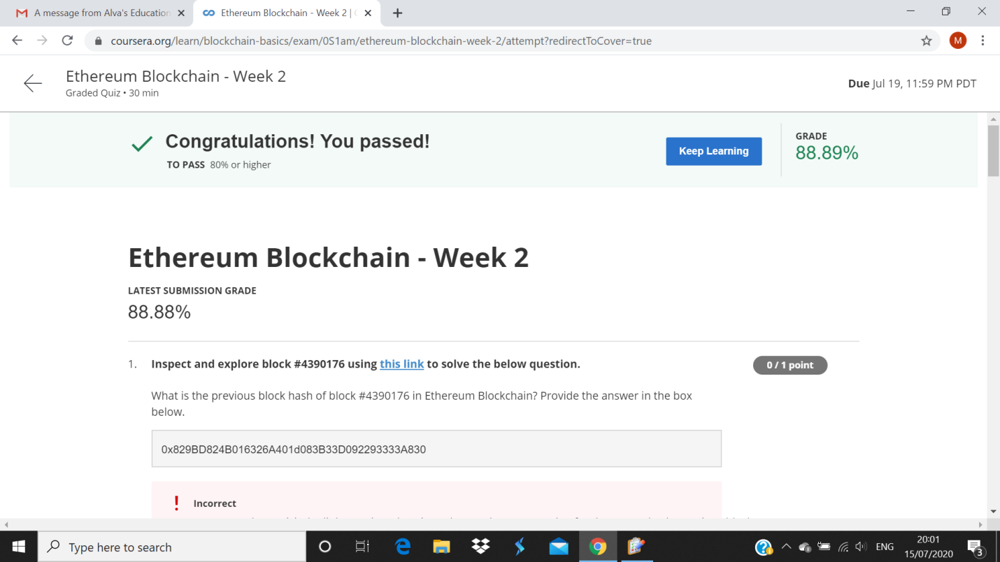 A message from Alva's Education
Ethereum Blockchain - Week 2 |
coursera.org/learn/blockchain-basics/exam/0S1am/ethereum-blockchain-week-2/attempt?redirectToCover=true
M
Ethereum Blockchain - Week 2
Graded Quiz • 30 min
Due Jul 19, 11:59 PM PDT
Congratulations! You passed!
TO PASS 80% or higher
Keep Learning
GRADE
88.89%
Ethereum Blockchain - Week 2
LATEST SUBMISSION GRADE
88.88%
1. Inspect and explore block #4390176 using this link to solve the below question.
0 / 1 point
What is the previous block hash of block #4390176 in Ethereum Blockchain? Provide the answer in the box
below.
0x829BD824B016326A401d083B33D092293333A830
! Incorrect
Type here to search
ENG
20:01
15/07/2020
3